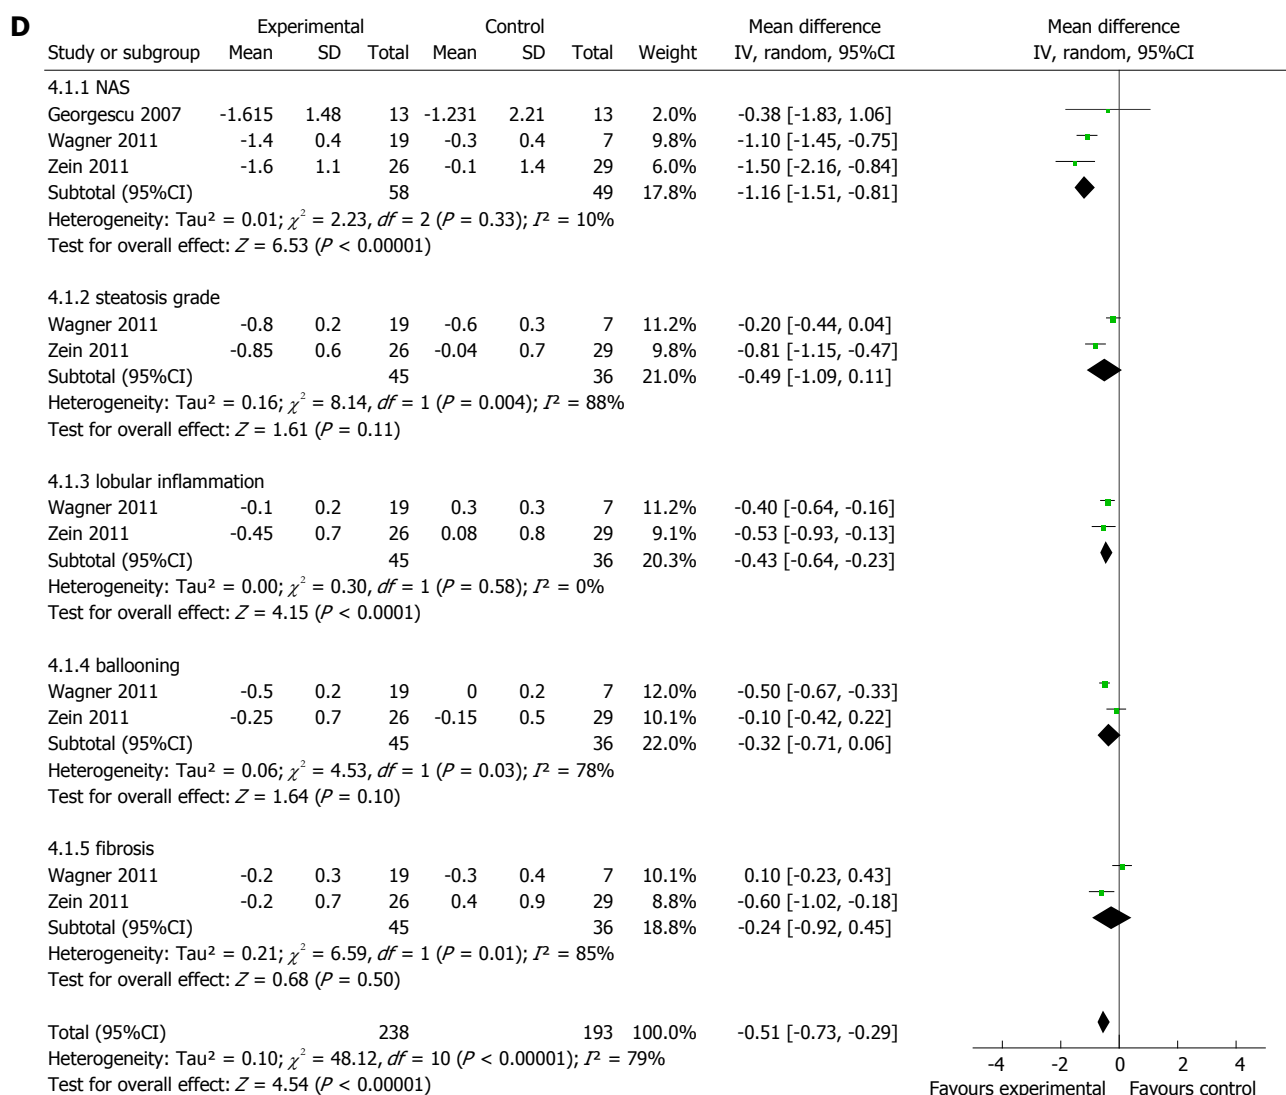 D
Experimental Control Mean difference Mean difference
Study or subgroup Mean SD Total Mean SD Total Weight IV, random, 95%CI IV, random, 95%CI
4.1.1 NAS
Georgescu 2007 -1.615 1.48 13 -1.231 2.21 13 2.0% -0.38 [-1.83, 1.06]
Wagner 2011 -1.4 0.4 19 -0.3 0.4 7 9.8% -1.10 [-1.45, -0.75]
Zein 2011 -1.6 1.1 26 -0.1 1.4 29 6.0% -1.50 [-2.16, -0.84]
Subtotal (95%CI) 58 49 17.8% -1.16 [-1.51, -0.81]
Heterogeneity: Tau² = 0.01; χ² = 2.23, df = 2 (P = 0.33); I² = 10%
Test for overall effect: Z = 6.53 (P < 0.00001)
4.1.2 steatosis grade
Wagner 2011 -0.8 0.2 19 -0.6 0.3 7 11.2% -0.20 [-0.44, 0.04]
Zein 2011 -0.85 0.6 26 -0.04 0.7 29 9.8% -0.81 [-1.15, -0.47]
Subtotal (95%CI) 45 36 21.0% -0.49 [-1.09, 0.11]
Heterogeneity: Tau² = 0.16; χ² = 8.14, df = 1 (P = 0.004); I² = 88%
Test for overall effect: Z = 1.61 (P = 0.11)
4.1.3 lobular inflammation
Wagner 2011 -0.1 0.2 19 0.3 0.3 7 11.2% -0.40 [-0.64, -0.16]
Zein 2011 -0.45 0.7 26 0.08 0.8 29 9.1% -0.53 [-0.93, -0.13]
Subtotal (95%CI) 45 36 20.3% -0.43 [-0.64, -0.23]
Heterogeneity: Tau² = 0.00; χ² = 0.30, df = 1 (P = 0.58); I² = 0%
Test for overall effect: Z = 4.15 (P < 0.0001)
4.1.4 ballooning
Wagner 2011 -0.5 0.2 19 0 0.2 7 12.0% -0.50 [-0.67, -0.33]
Zein 2011 -0.25 0.7 26 -0.15 0.5 29 10.1% -0.10 [-0.42, 0.22]
Subtotal (95%CI) 45 36 22.0% -0.32 [-0.71, 0.06]
Heterogeneity: Tau² = 0.06; χ² = 4.53, df = 1 (P = 0.03); I² = 78%
Test for overall effect: Z = 1.64 (P = 0.10)
4.1.5 fibrosis
Wagner 2011 -0.2 0.3 19 -0.3 0.4 7 10.1% 0.10 [-0.23, 0.43]
Zein 2011 -0.2 0.7 26 0.4 0.9 29 8.8% -0.60 [-1.02, -0.18]
Subtotal (95%CI) 45 36 18.8% -0.24 [-0.92, 0.45]
Heterogeneity: Tau² = 0.21; χ² = 6.59, df = 1 (P = 0.01); I² = 85%
Test for overall effect: Z = 0.68 (P = 0.50)
Total (95%CI) 238 193 100.0% -0.51 [-0.73, -0.29]
Heterogeneity: Tau² = 0.10; χ² = 48.12, df = 10 (P < 0.00001); I² = 79%
Test for overall effect: Z = 4.54 (P < 0.00001)
-4 -2 0 2 4
Favours experimental Favours control